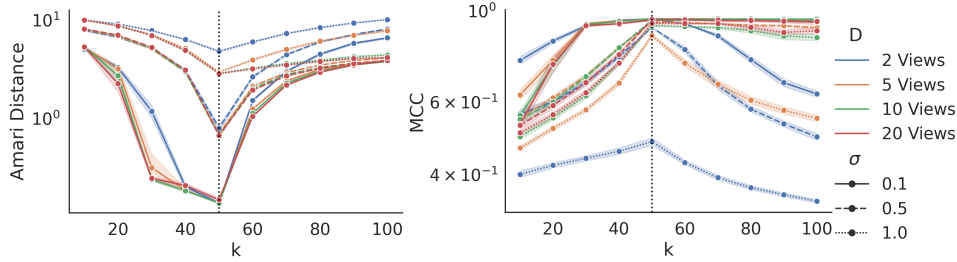 Amari Distance
10¹
10⁰
20 40 60 80 100
k
MCC
10⁰
6 × 10⁻¹
4 × 10⁻¹
20 40 60 80 100
k
D
2 Views
5 Views
10 Views
20 Views
σ
0.1
0.5
1.0